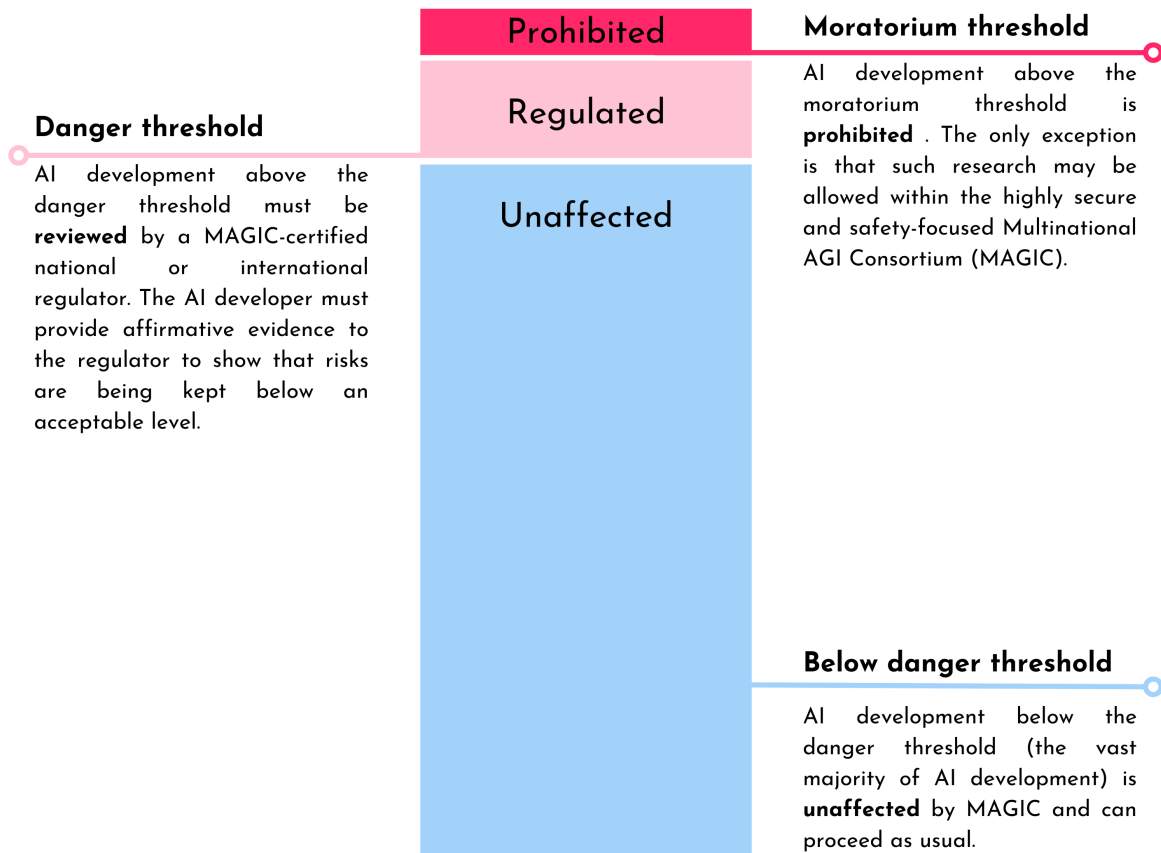 Prohibited
Moratorium threshold
AI development above the
moratorium threshold is
prohibited . The only exception
is that such research may be
allowed within the highly secure
and safety-focused Multinational
AGI Consortium (MAGIC).
Regulated
Danger threshold
AI development above the
danger threshold must be
reviewed by a MAGIC-certified
national or international
regulator. The AI developer must
provide affirmative evidence to
the regulator to show that risks
are being kept below an
acceptable level.
Unaffected
Below danger threshold
AI development below the
danger threshold (the vast
majority of AI development) is
unaffected by MAGIC and can
proceed as usual.